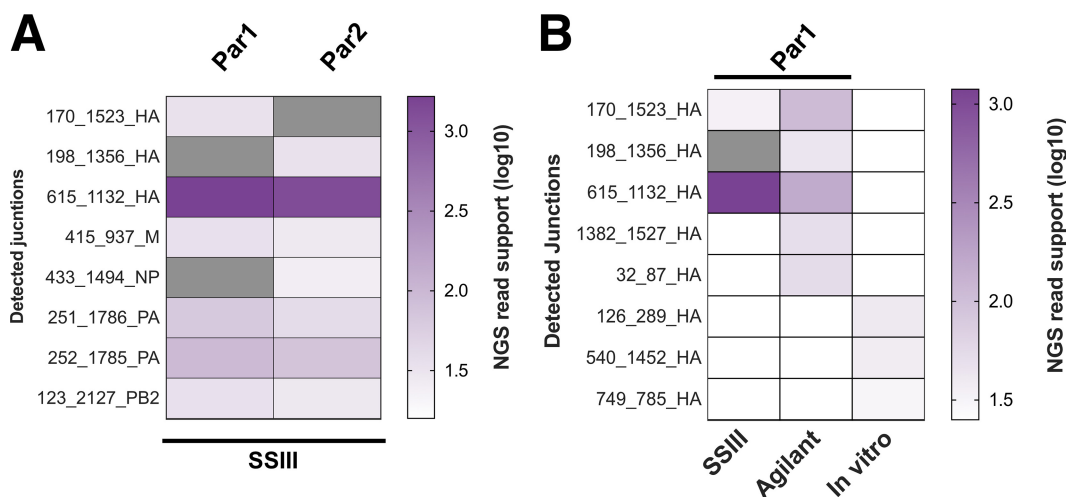 A
Par1
Par2
Detected jucntions
170_1523_HA
198_1356_HA
615_1132_HA
415_937_M
433_1494_NP
251_1786_PA
252_1785_PA
123_2127_PB2
SSIII
3.0
2.5
2.0
1.5
NGS read support (log10)
B
Par1
Detected Junctions
170_1523_HA
198_1356_HA
615_1132_HA
1382_1527_HA
32_87_HA
126_289_HA
540_1452_HA
749_785_HA
SSIII
Agilant
In vitro
3.0
2.5
2.0
1.5
NGS read support (log10)